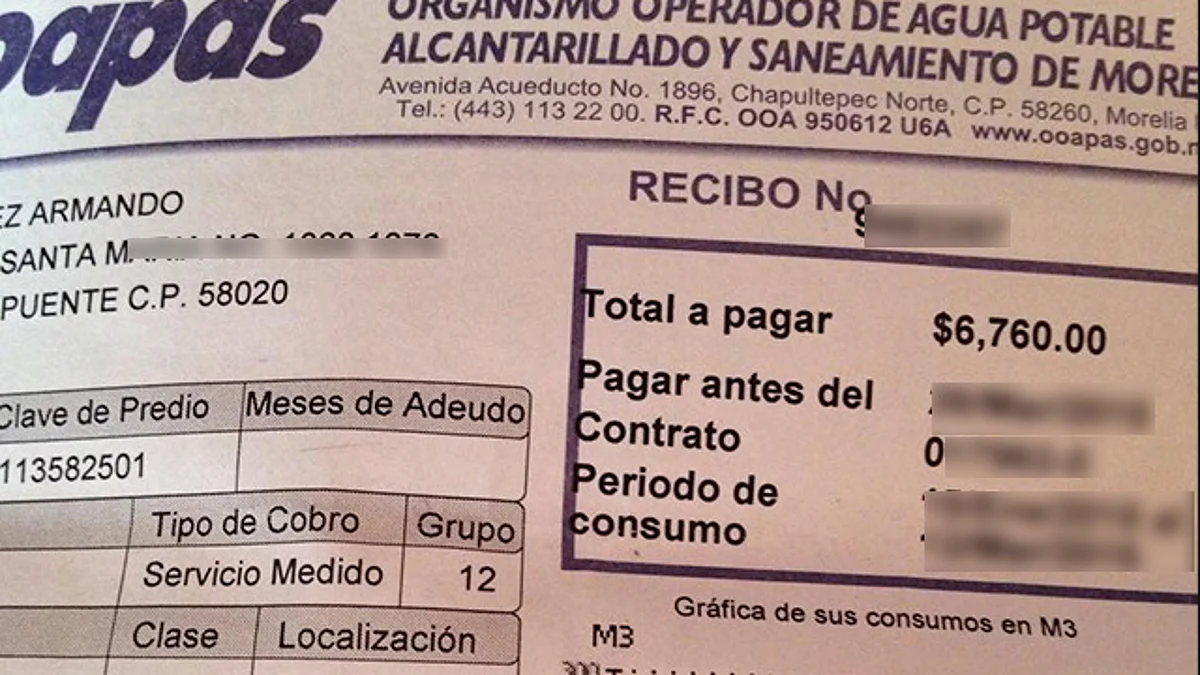 oapas
ORGANISMO OPERADOR DE AGUA POTABLE
ALCANTARILLADO Y SANEAMIENTO DE MORE
Avenida Acueducto No. 1896, Chapultepec Norte, C.P. 58260, Morelia
Tel.: (443) 113 22 00. R.F.C. OOA 950612 U6A www.ooapas.gob.m
RECIBO No
EZ ARMANDO
SANTA M
PUENTE C.P. 58020
Total a pagar $6,760.00
Pagar antes del
Contrato 0
Periodo de
consumo
Clave de Predio Meses de Adeudo
113582501
Tipo de Cobro Grupo
Servicio Medido 12
Clase Localización
Gráfica de sus consumos en M3
M3